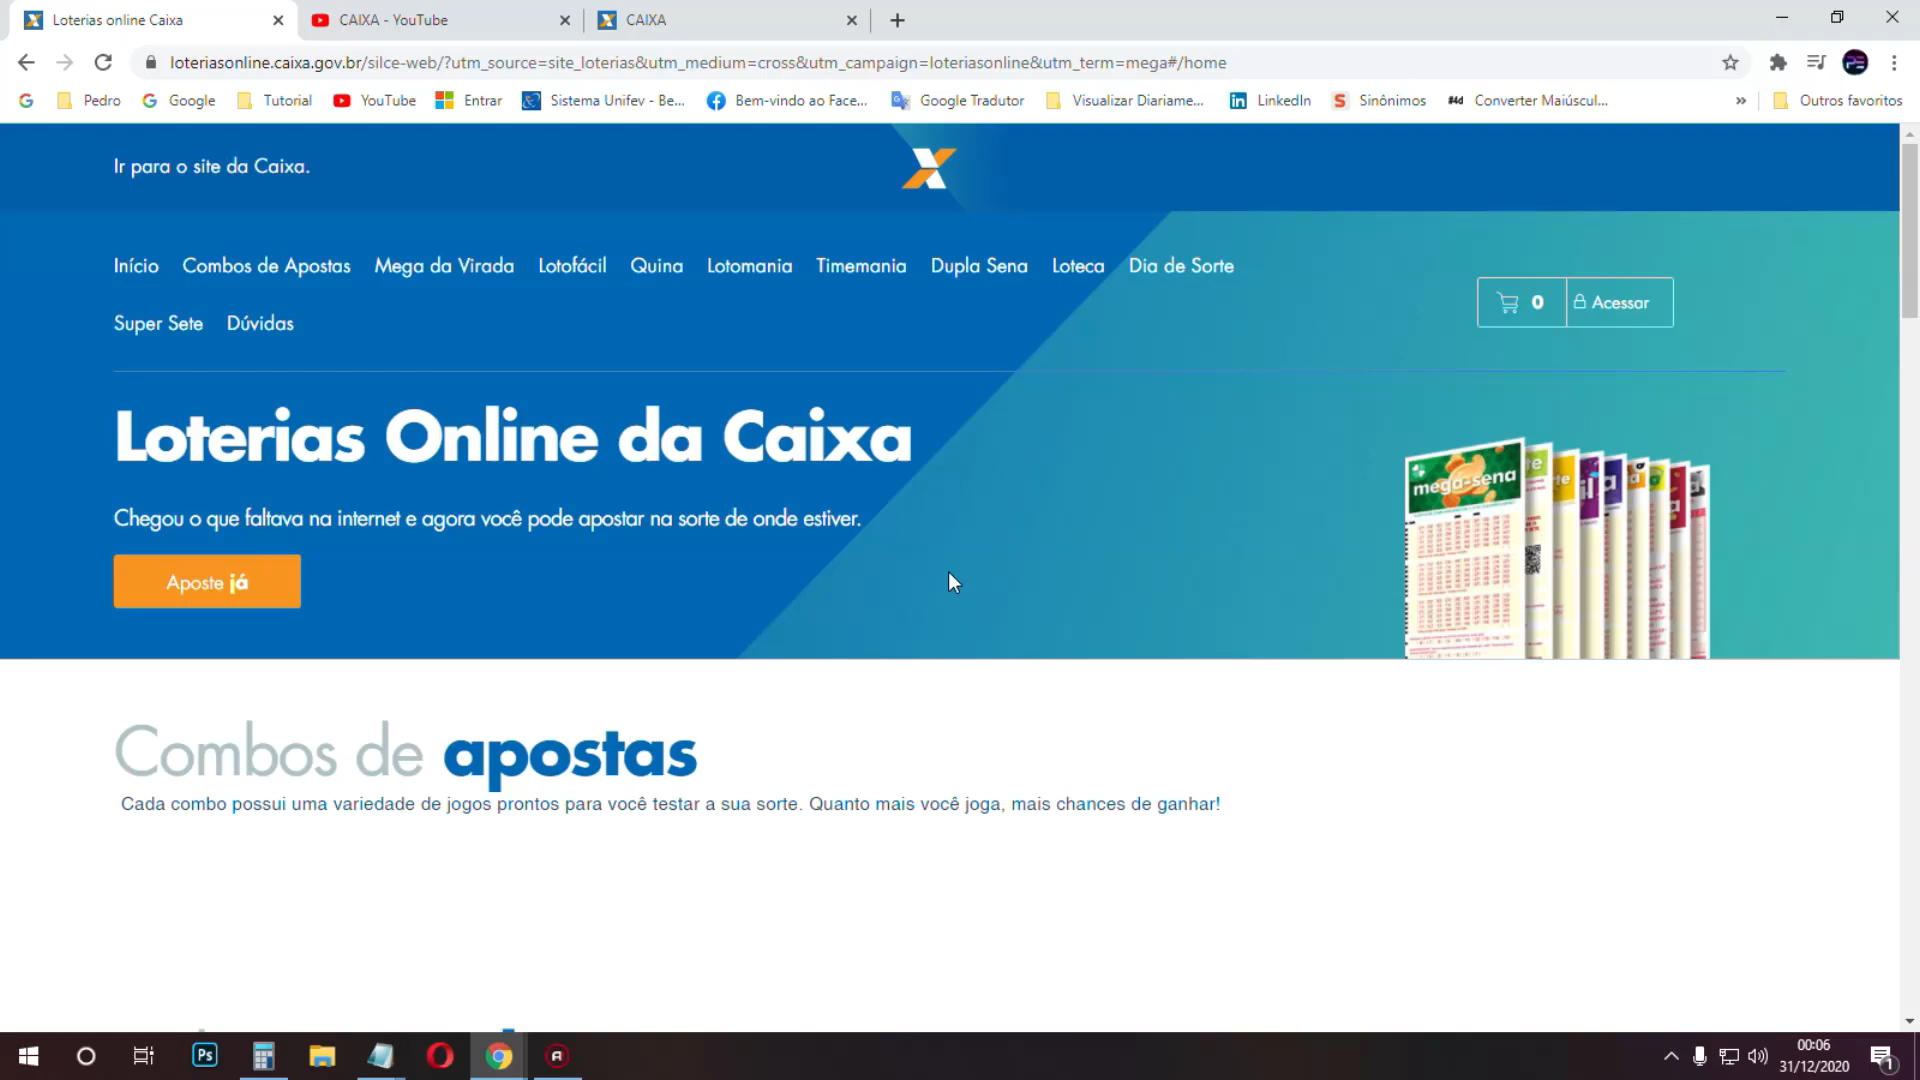 Loterias online Caixa
CAIXA - YouTube
CAIXA
loteriasonline.caixa.gov.br/silce-web/?utm_source=site_loterias&utm_medium=cross&utm_campaign=loteriasonline&utm_term=mega#/home
Pedro
Google
Tutorial
YouTube
Entrar
Sistema Unifev - Be...
Bem-vindo ao Face...
Google Tradutor
Visualizar Diariame...
LinkedIn
Sinônimos
Converter Maiúscul...
»
Outros favoritos
Ir para o site da Caixa.
Início Combos de Apostas Mega da Virada Lotofácil Quina Lotomania Timemania Dupla Sena Loteca Dia de Sorte
Super Sete Dúvidas
0 Acessar
Loterias Online da Caixa
Chegou o que faltava na internet e agora você pode apostar na sorte de onde estiver.
Aposte já
mega-sena
Combos de apostas
Cada combo possui uma variedade de jogos prontos para você testar a sua sorte. Quanto mais você joga, mais chances de ganhar!
Ps
00:06
31/12/2020
1